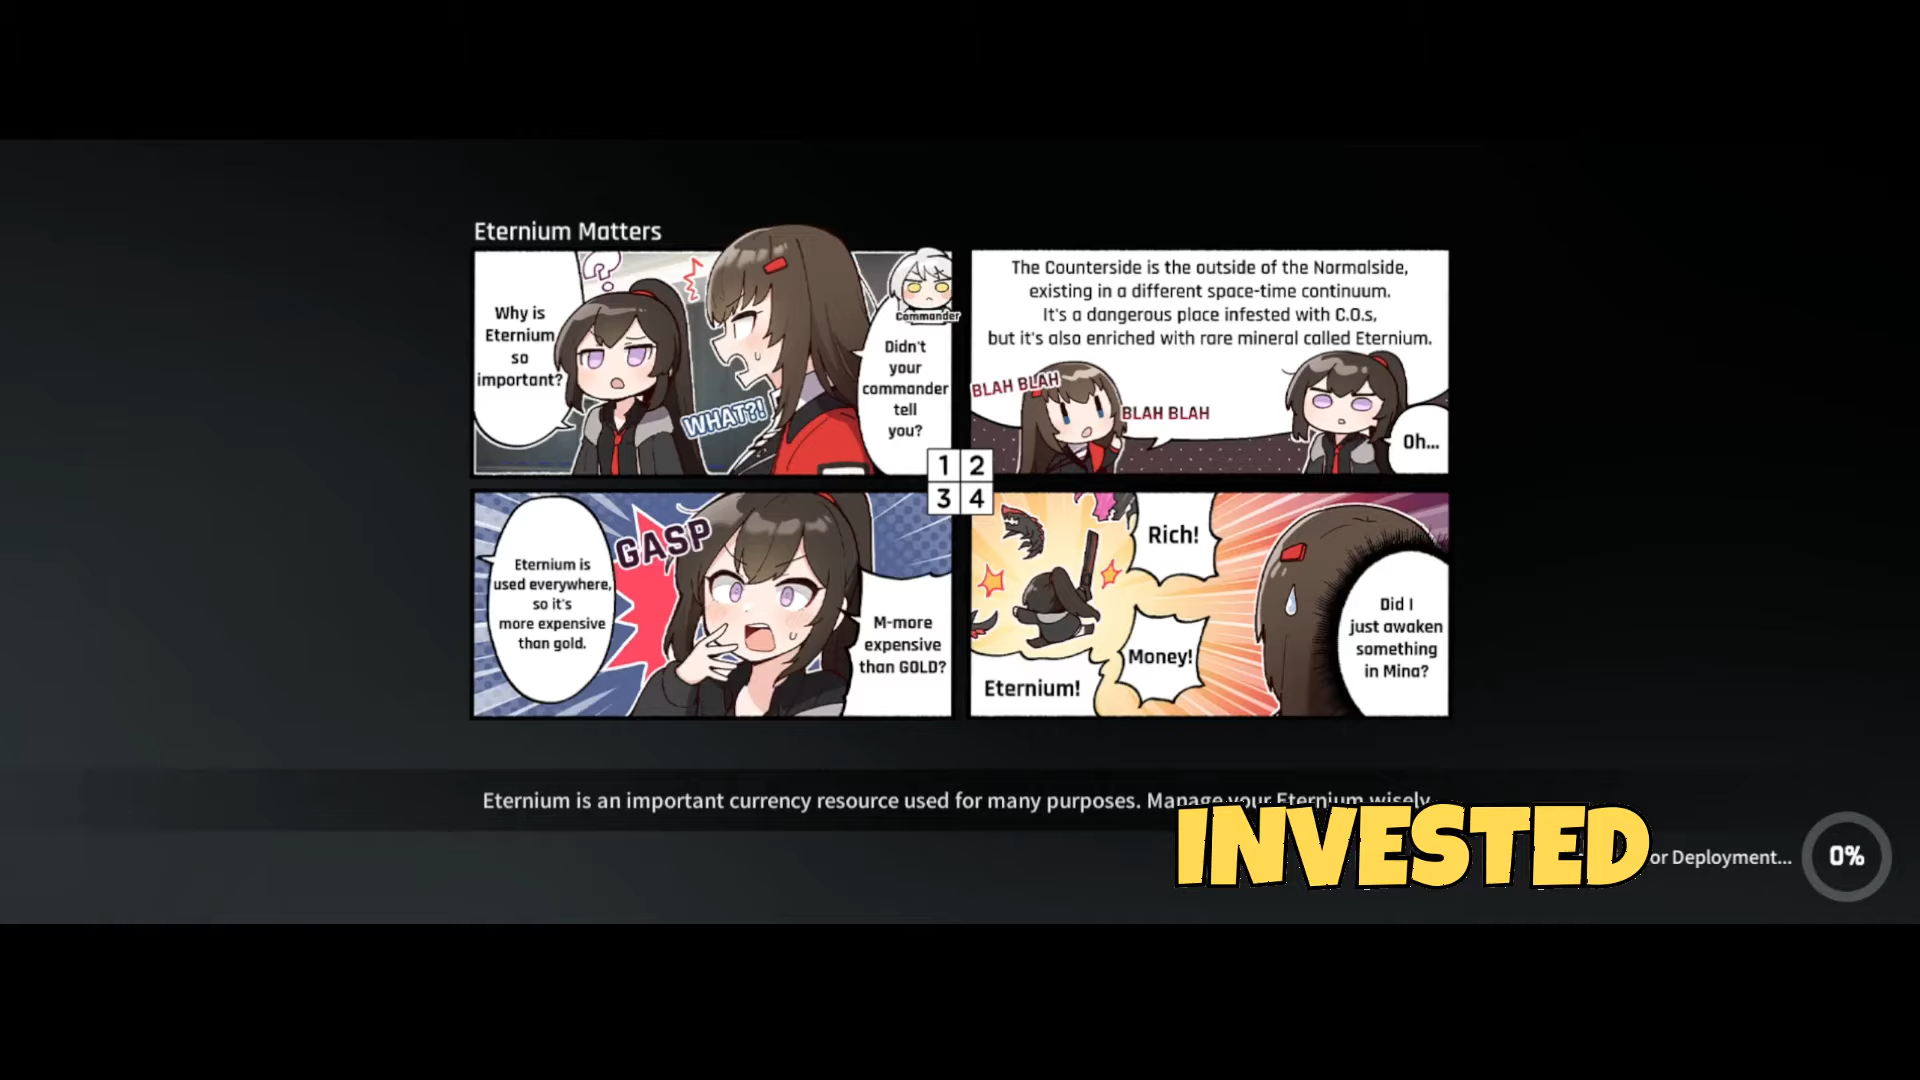 Eternium Matters
Why is
Eternium
so
important?
?
WHAT?!
Commander
Didn't
your
commander
tell
you?
The Counterside is the outside of the Normalside,
existing in a different space-time continuum.
It's a dangerous place infested with C.O.s,
but it's also enriched with rare mineral called Eternium.
BLAH BLAH
BLAH BLAH
Oh...
1 2
3 4
Eternium is
used everywhere,
so it's
more expensive
than gold.
GASP
M-more
expensive
than GOLD?
Rich!
Money!
Eternium!
Did I
just awaken
something
in Mina?
Eternium is an important currency resource used for many purposes. Manage your Eternium wisely.
INVESTED
or Deployment...
0%